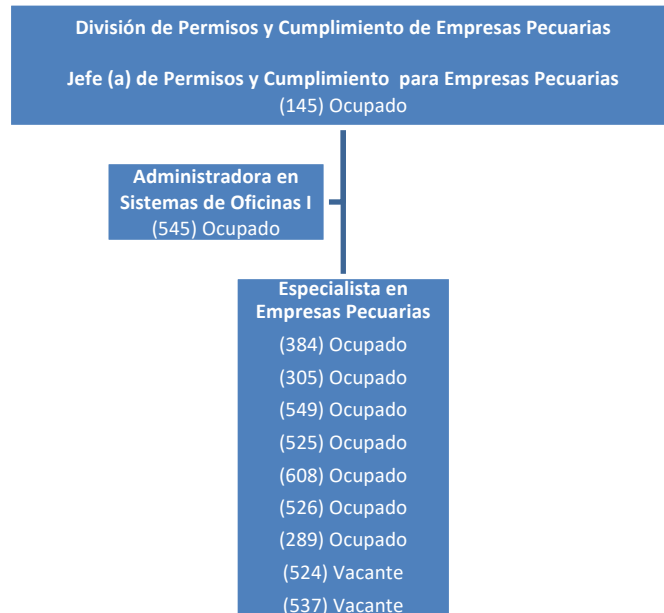 División de Permisos y Cumplimiento de Empresas Pecuarias
Jefe (a) de Permisos y Cumplimiento para Empresas Pecuarias
(145) Ocupado
Administradora en
Sistemas de Oficinas I
(545) Ocupado
Especialista en
Empresas Pecuarias
(384) Ocupado
(305) Ocupado
(549) Ocupado
(525) Ocupado
(608) Ocupado
(526) Ocupado
(289) Ocupado
(524) Vacante
(537) Vacante